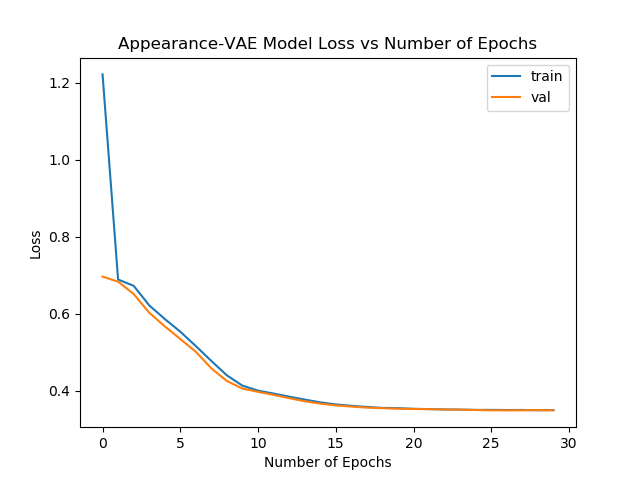 Appearance-VAE Model Loss vs Number of Epochs
train
val
1.2
1.0
0.8
0.6
0.4
Loss
0 5 10 15 20 25 30
Number of Epochs